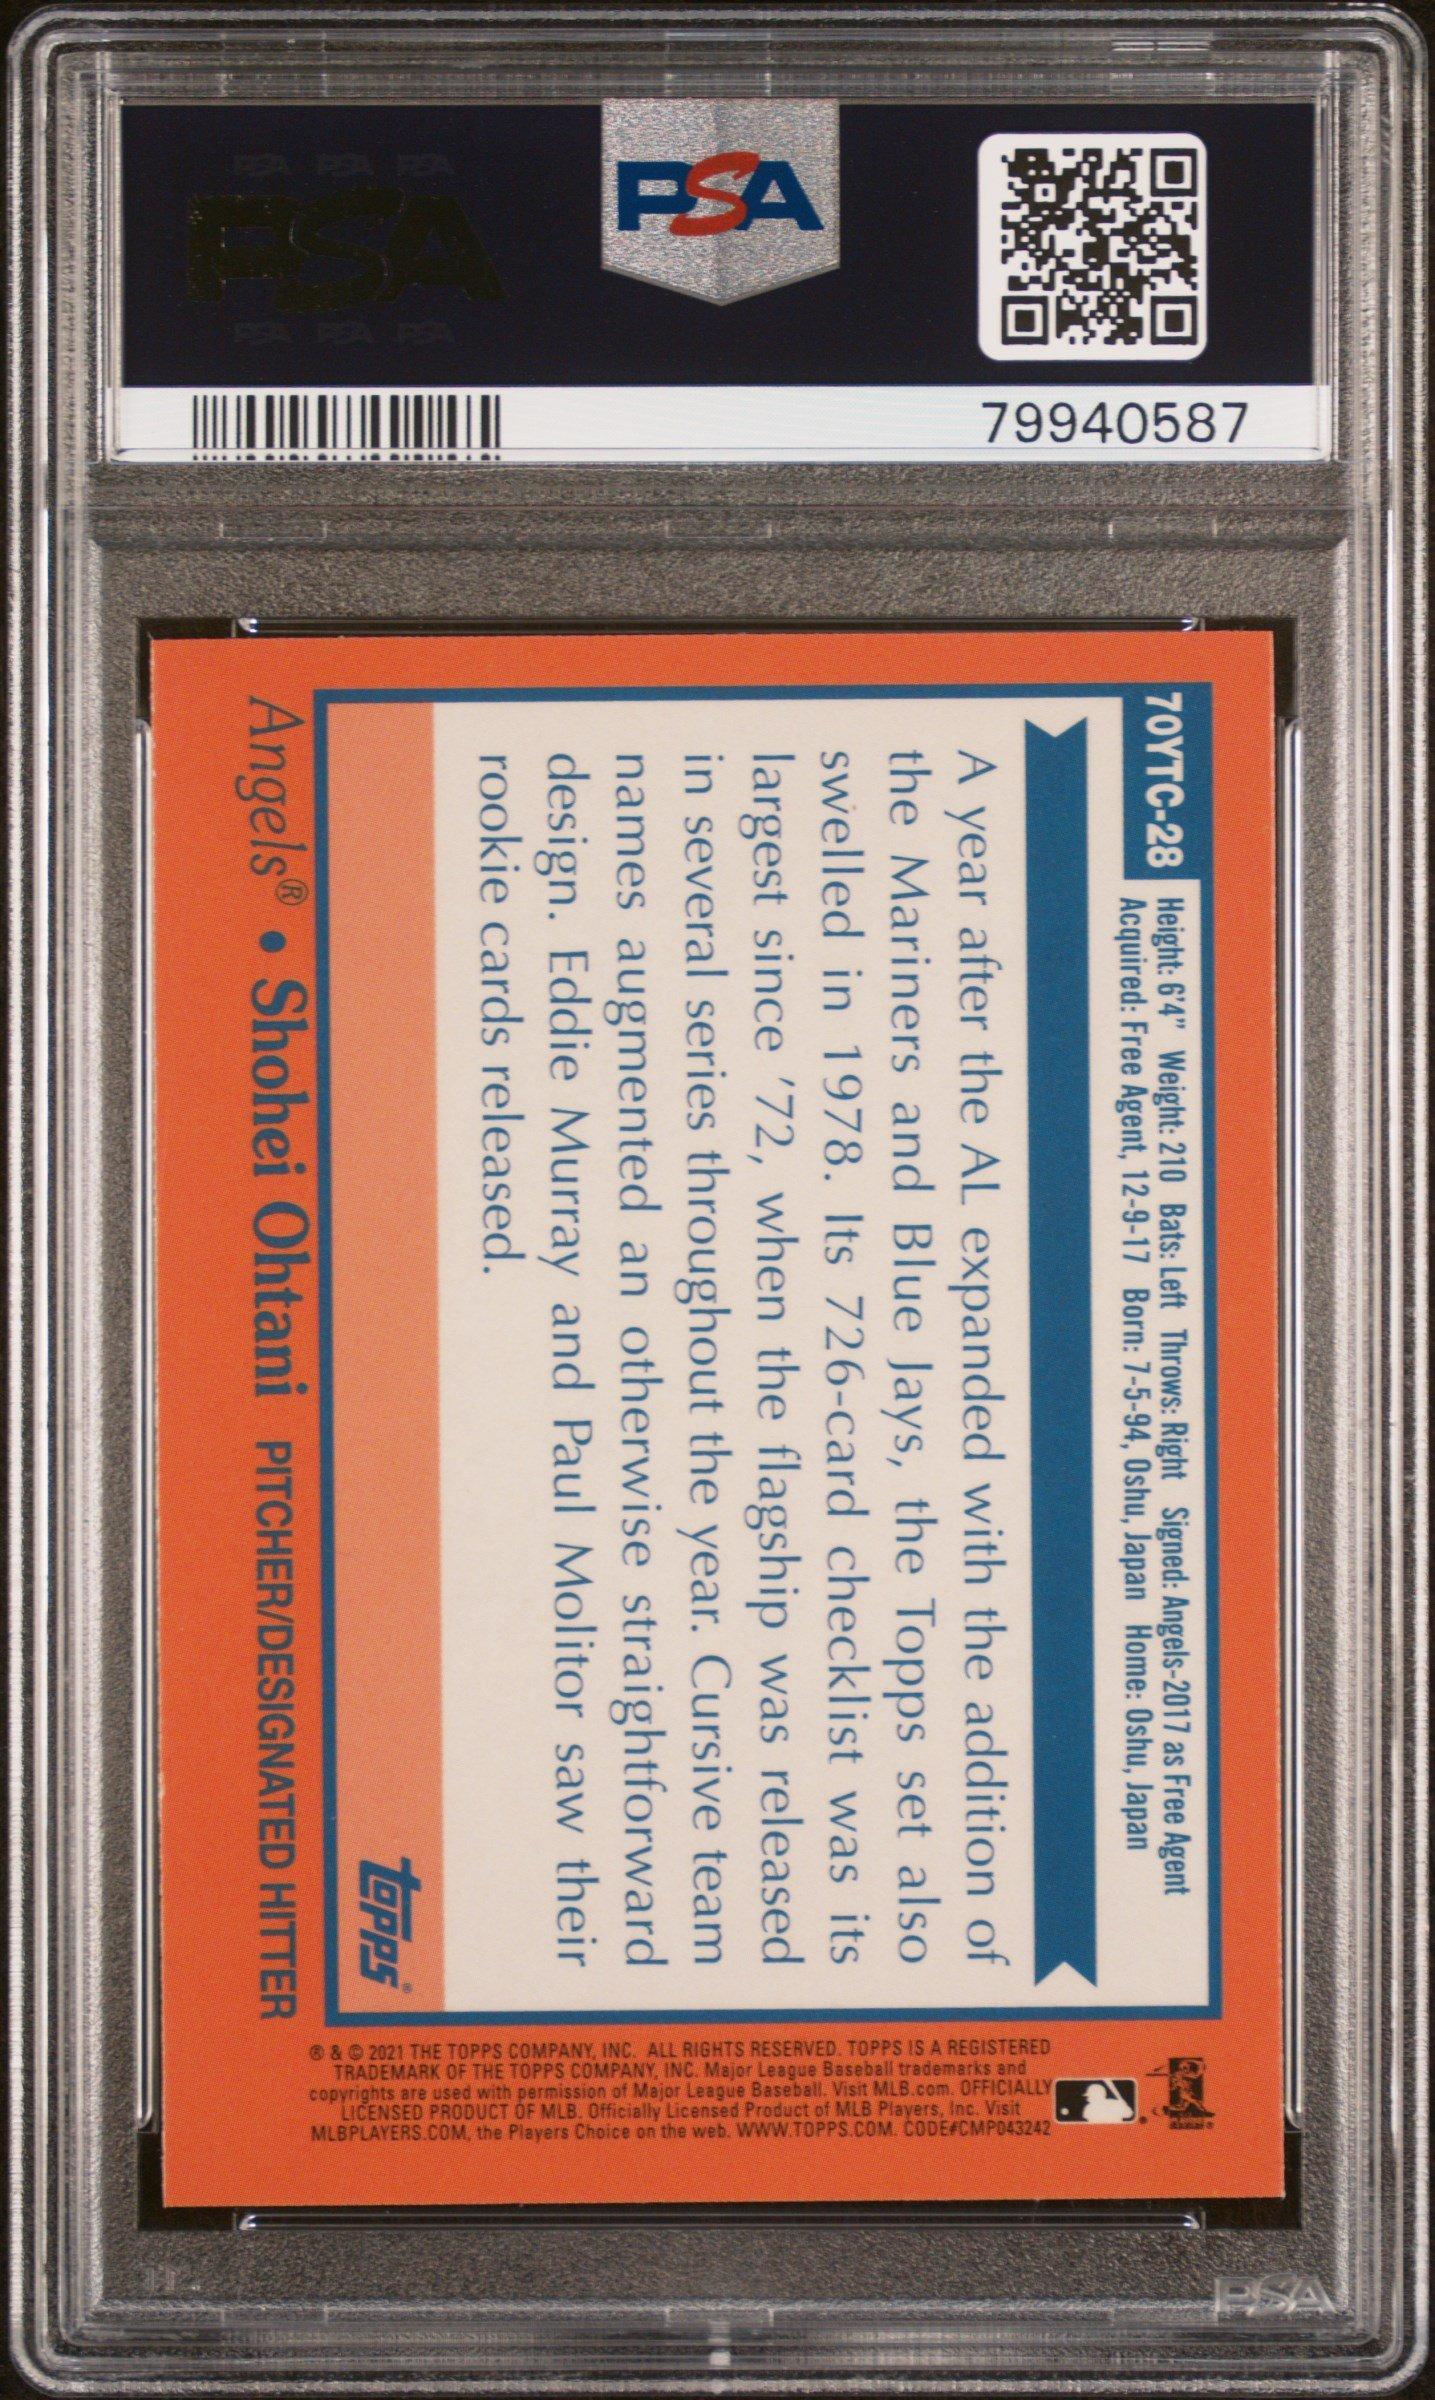 PSA PSA PSA
PSA
PSA PSA PSA
PSA
79940587
70YTC-28
Height: 6'4" Weight: 210 Bats: Left Throws: Right Signed: Angels-2017 as Free Agent
Acquired: Free Agent, 12-9-17 Born: 7-5-94, Oshu, Japan Home: Oshu, Japan
A year after the AL expanded with the addition of
the Mariners and Blue Jays, the Topps set also
swelled in 1978. Its 726-card checklist was its
largest since '72, when the flagship was released
in several series throughout the year. Cursive team
names augmented an otherwise straightforward
design. Eddie Murray and Paul Molitor saw their
rookie cards released.
topps®
Angels® • Shohei Ohtani PITCHER/DESIGNATED HITTER
® & © 2021 THE TOPPS COMPANY, INC. ALL RIGHTS RESERVED. TOPPS IS A REGISTERED
TRADEMARK OF THE TOPPS COMPANY, INC. Major League Baseball trademarks and
copyrights are used with permission of Major League Baseball. Visit MLB.com. OFFICIALLY
LICENSED PRODUCT OF MLB. Officially Licensed Product of MLB Players, Inc. Visit
MLBPLAYERS.COM, the Players Choice on the web. WWW.TOPPS.COM. CODE#CMP043242
PSA